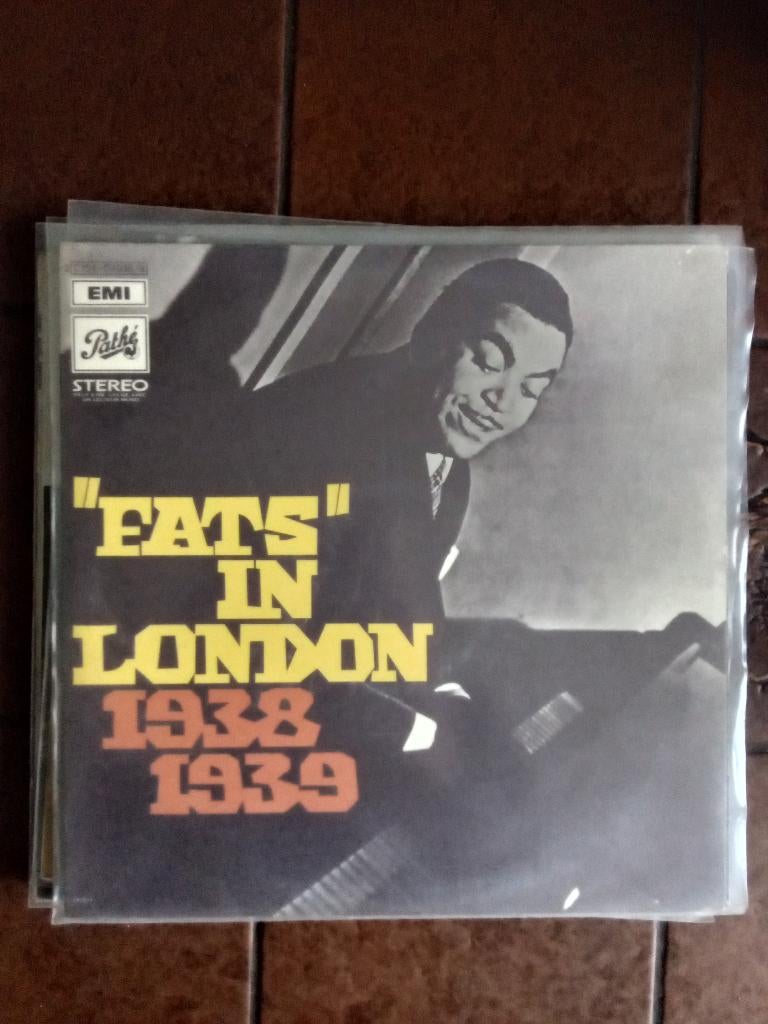 EMI
Pathé
STEREO
"FATS"
IN
LONDON
1938
1939